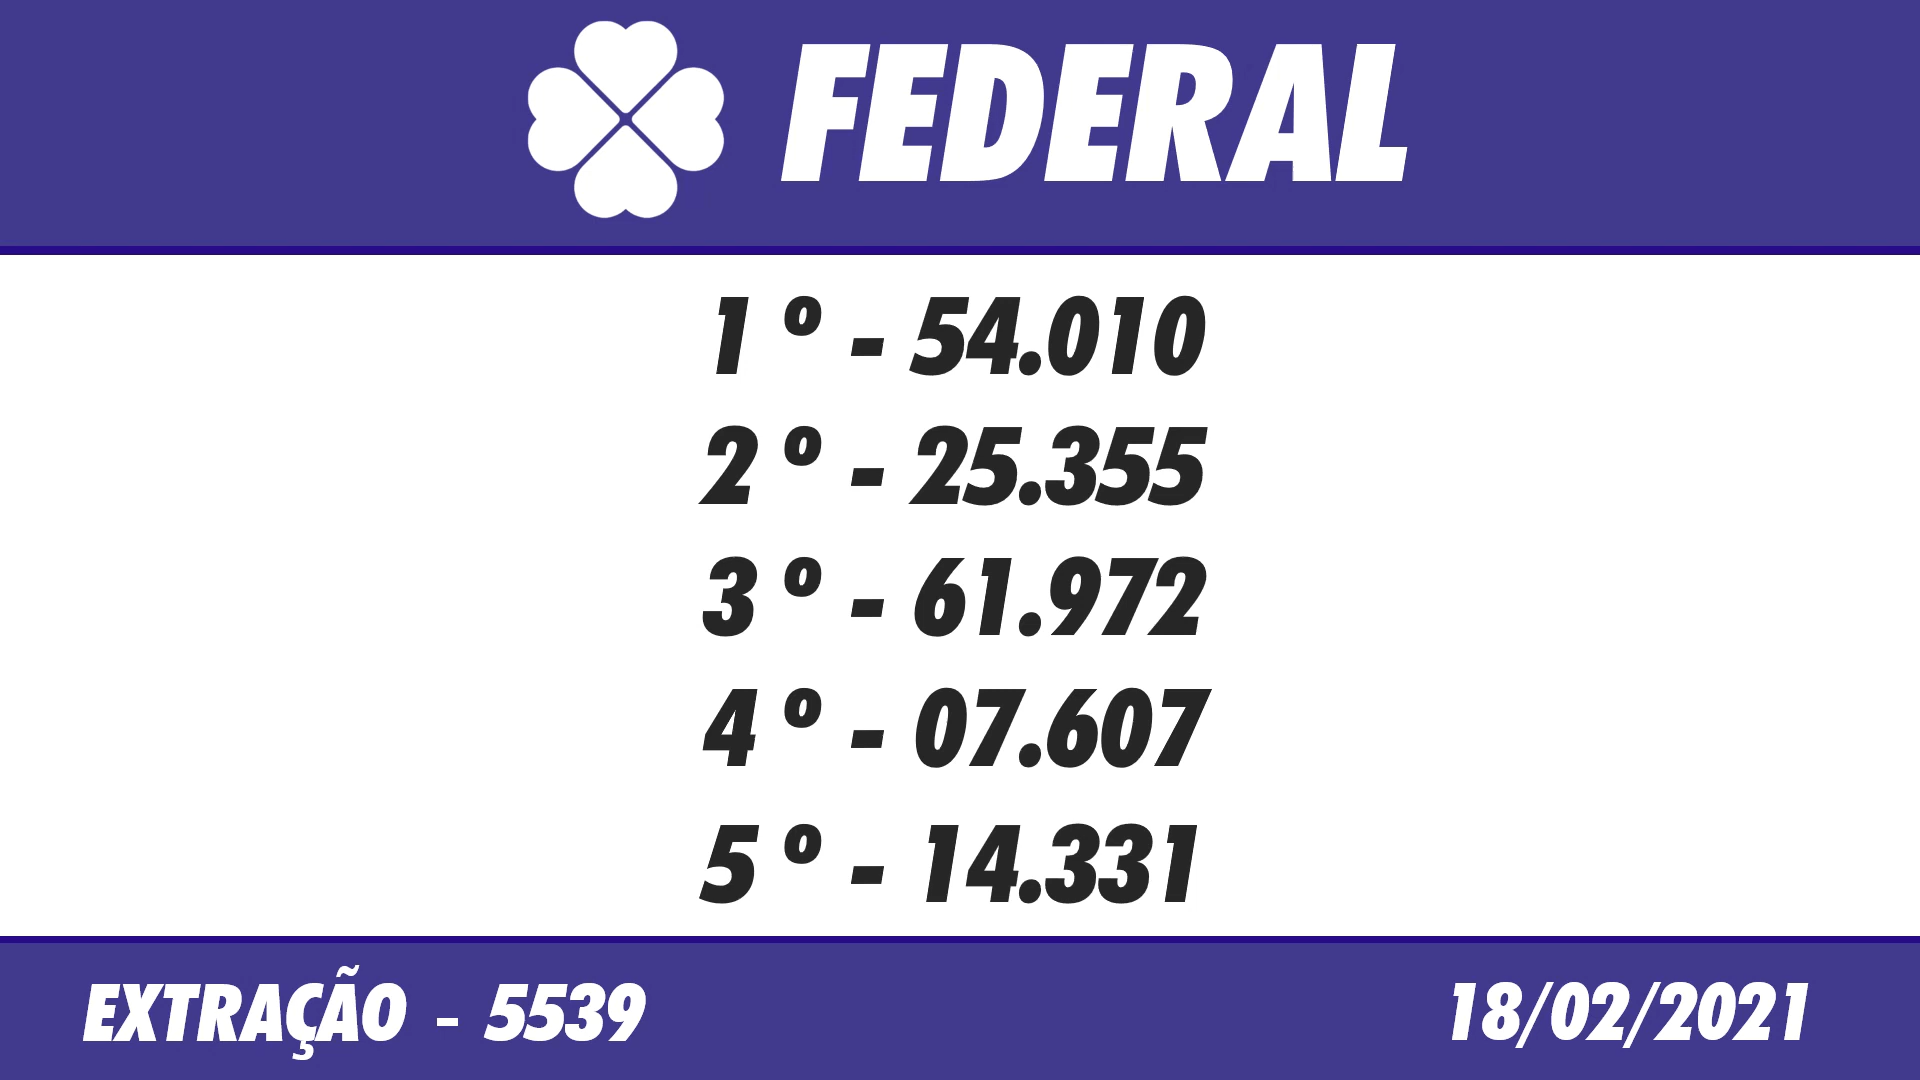 FEDERAL
1 º - 54.010
2 º - 25.355
3 º - 61.972
4 º - 07.607
5 º - 14.331
EXTRAÇÃO - 5539
18/02/2021